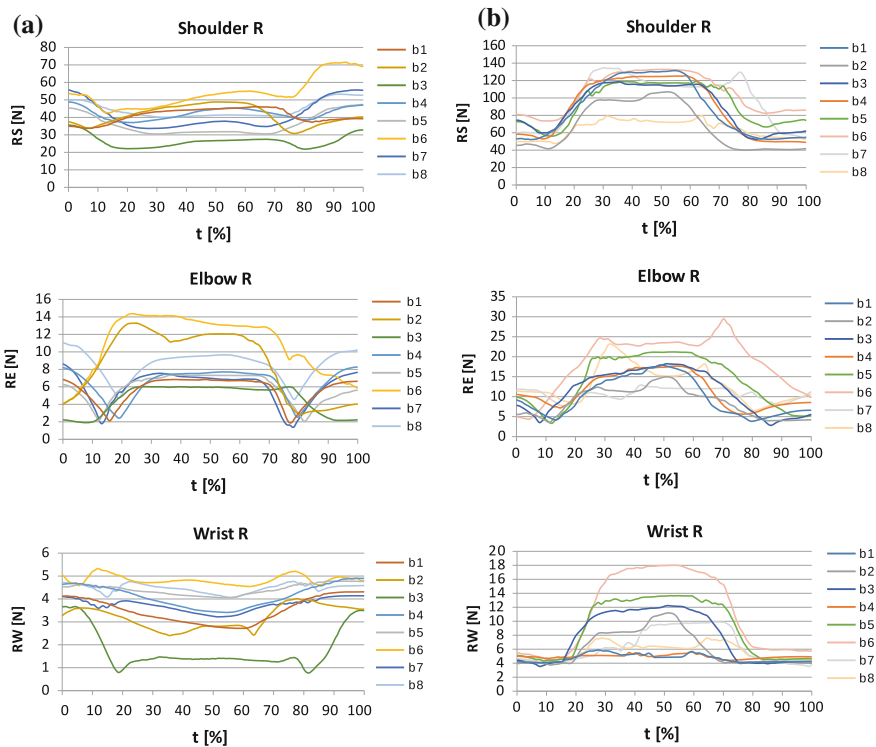 (a)
Shoulder R
80
70
60
50
40
30
20
10
0
RS [N]
0 10 20 30 40 50 60 70 80 90 100
t [%]
b1
b2
b3
b4
b5
b6
b7
b8
Elbow R
16
14
12
10
8
6
4
2
0
RE [N]
0 10 20 30 40 50 60 70 80 90 100
t [%]
b1
b2
b3
b4
b5
b6
b7
b8
Wrist R
6
5
4
3
2
1
0
RW [N]
0 10 20 30 40 50 60 70 80 90 100
t [%]
b1
b2
b3
b4
b5
b6
b7
b8
(b)
Shoulder R
160
140
120
100
80
60
40
20
0
RS [N]
0 10 20 30 40 50 60 70 80 90 100
t [%]
b1
b2
b3
b4
b5
b6
b7
b8
Elbow R
35
30
25
20
15
10
5
0
RE [N]
0 10 20 30 40 50 60 70 80 90 100
t [%]
b1
b2
b3
b4
b5
b6
b7
b8
Wrist R
20
18
16
14
12
10
8
6
4
2
0
RW [N]
0 10 20 30 40 50 60 70 80 90 100
t [%]
b1
b2
b3
b4
b5
b6
b7
b8